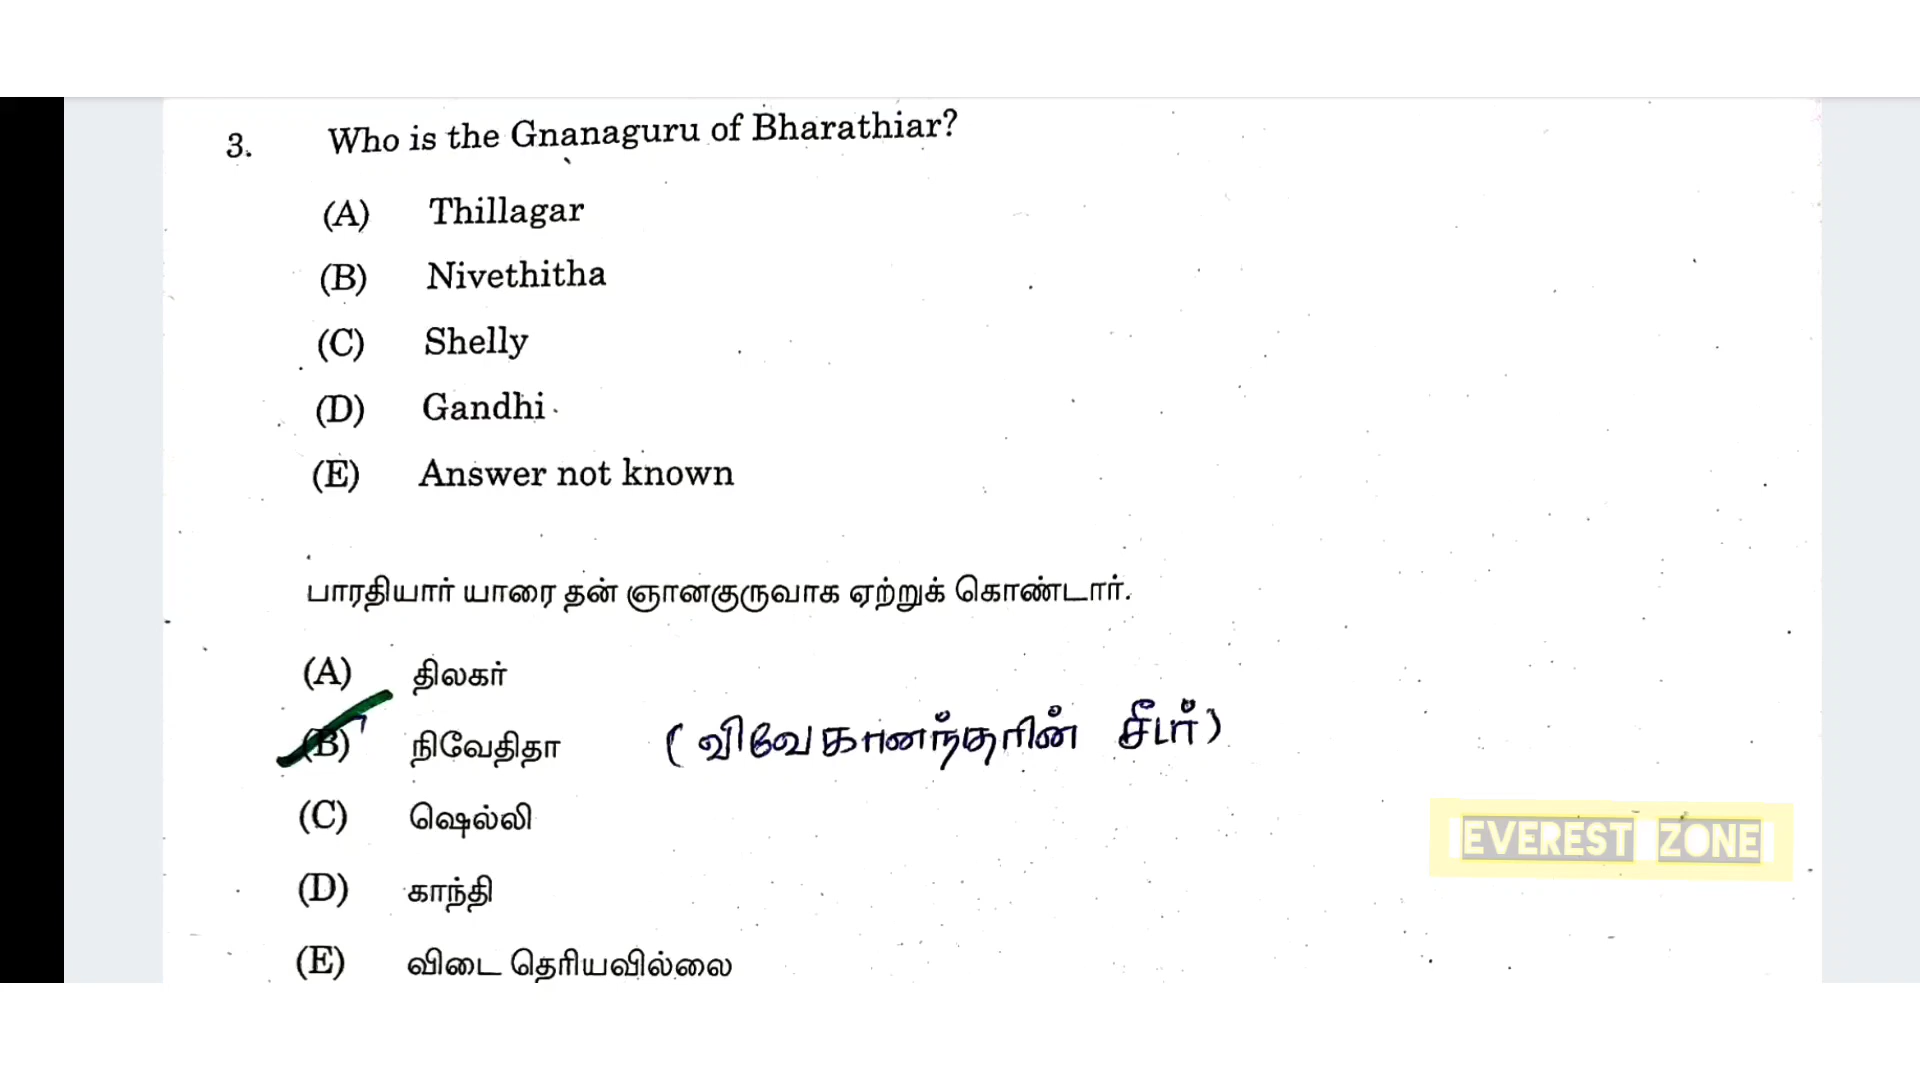 3. Who is the Gnanaguru of Bharathiar?
(A) Thillagar
(B) Nivethitha
(C) Shelly
(D) Gandhi
(E) Answer not known
பாரதியார் யாரை தன் ஞானகுருவாக ஏற்றுக் கொண்டார்.
(A) திலகர்
(B) நிவேதிதா (விவேகானந்தரின் சீடர்)
(C) ஷெல்லி
(D) காந்தி
(E) விடை தெரியவில்லை
EVEREST ZONE